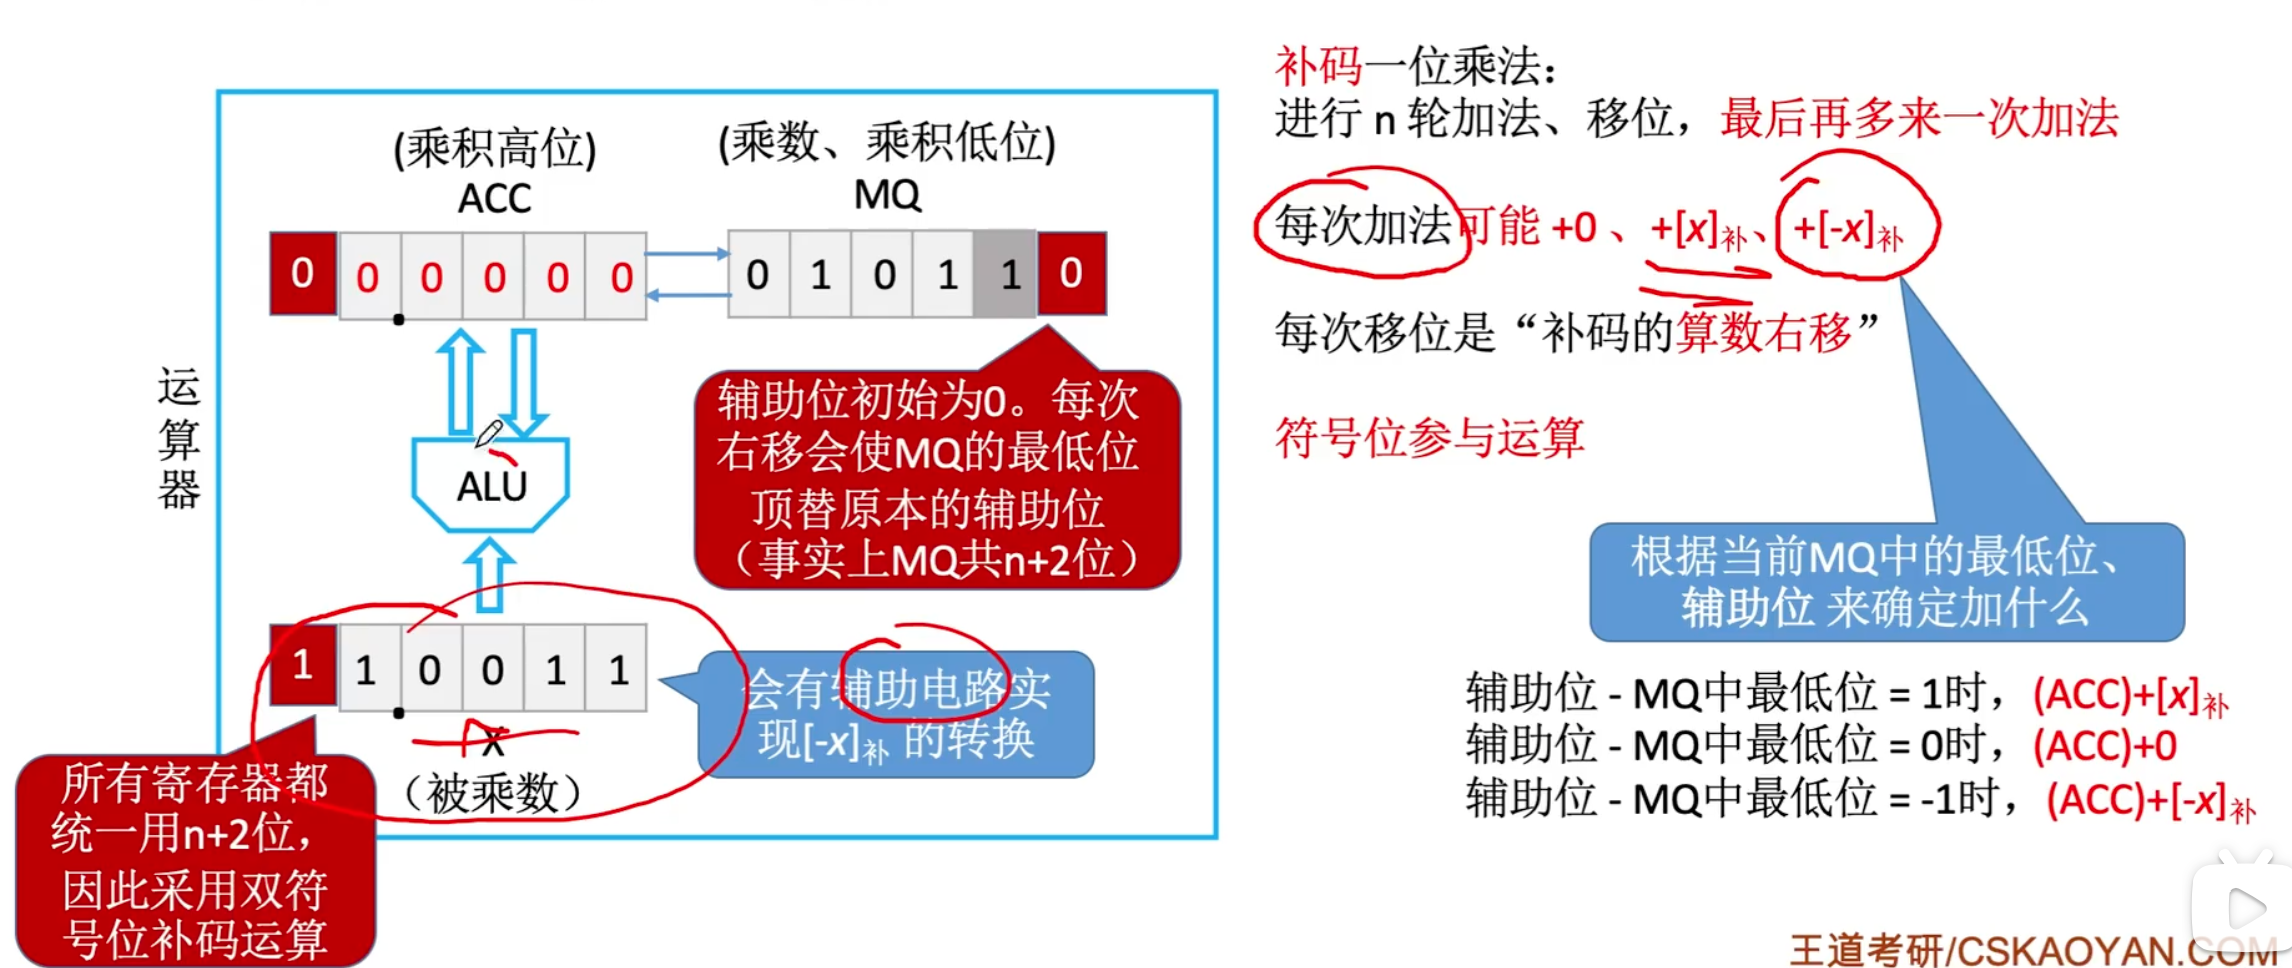 补码一位乘法:
进行 n 轮加法、移位，最后再多来一次加法
(乘积高位)
ACC
(乘数、乘积低位)
MQ
0 0 0 0 0 0
0 1 0 1 1 0
每次加法可能 +0 、+[x]补、+[-x]补
每次移位是“补码的算数右移”
符号位参与运算
运算器
辅助位初始为0。每次
右移会使MQ的最低位
顶替原本的辅助位
（事实上MQ共n+2位）
ALU
根据当前MQ中的最低位、
辅助位 来确定加什么
1 1 0 0 1 1
x
（被乘数）
会有辅助电路实
现[-x]补 的转换
所有寄存器都
统一用n+2位，
因此采用双符
号位补码运算
辅助位 - MQ中最低位 = 1时，(ACC)+[x]补
辅助位 - MQ中最低位 = 0时，(ACC)+0
辅助位 - MQ中最低位 = -1时，(ACC)+[-x]补
王道考研/CSKAOYAN.COM